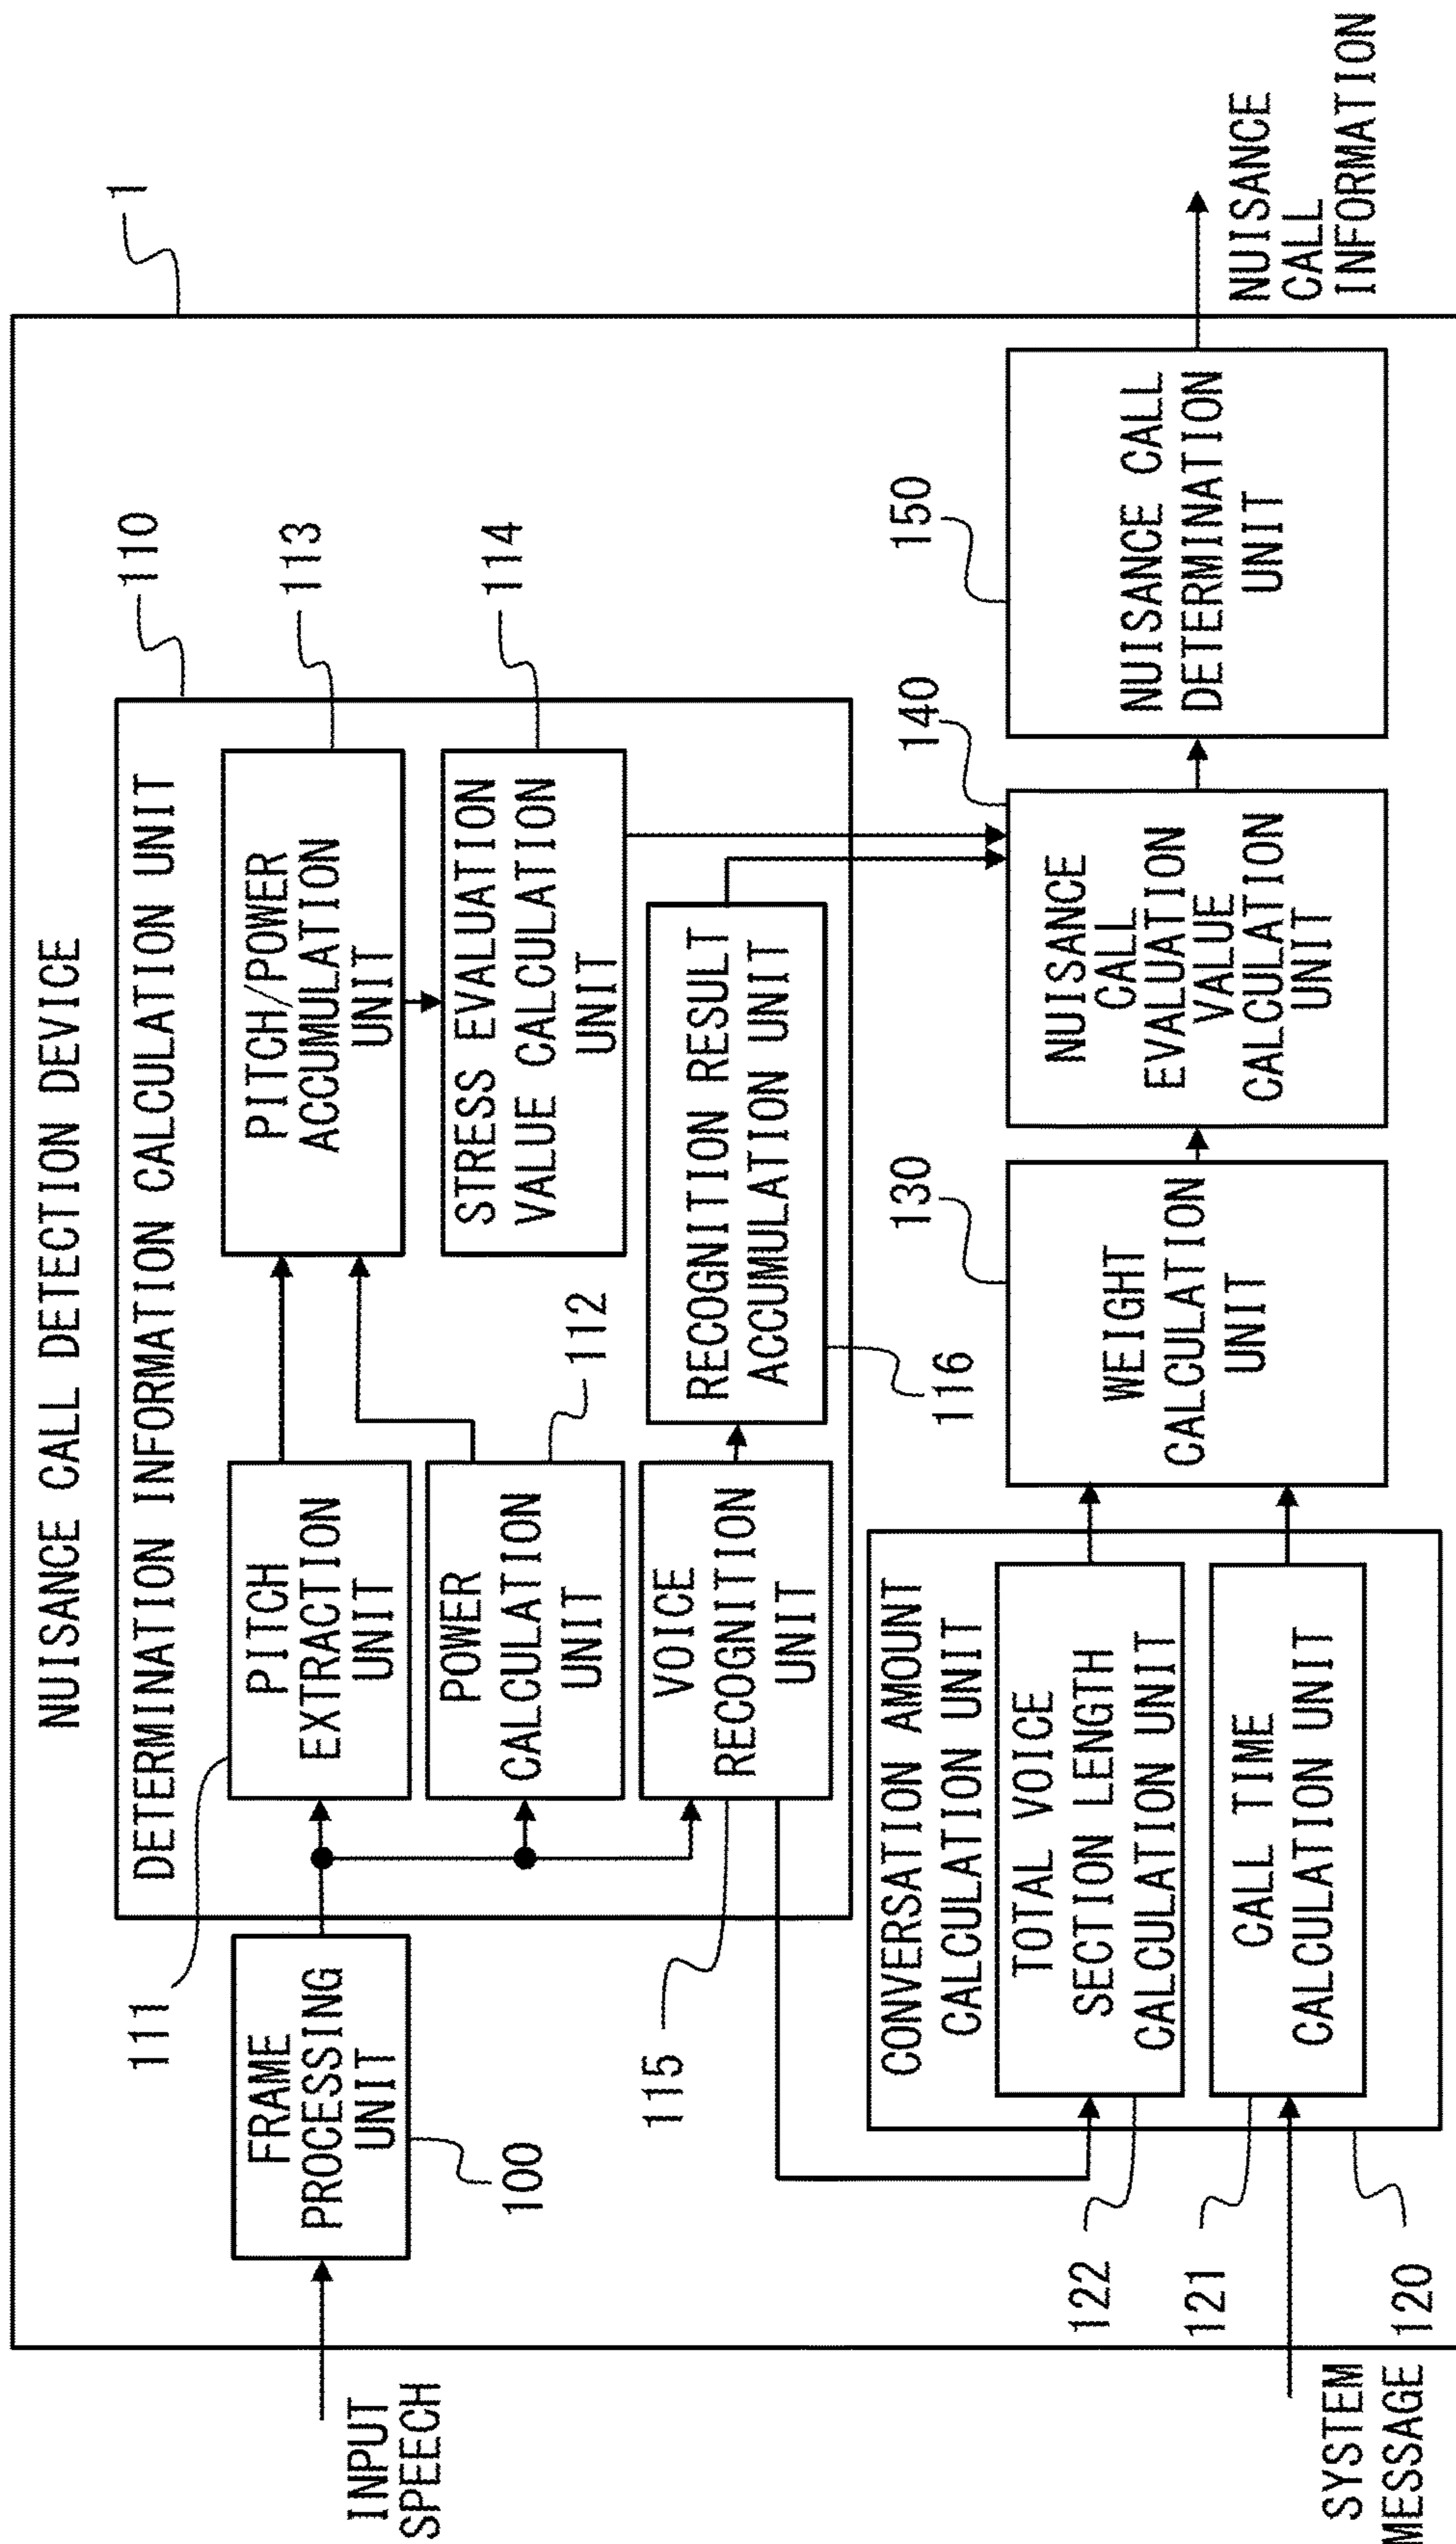 NUISANCE CALL DETECTION DEVICE
1
INPUT
SPEECH
FRAME
PROCESSING
UNIT
100
DETERMINATION INFORMATION CALCULATION UNIT
110
111
PITCH
EXTRACTION
UNIT
PITCH/POWER
ACCUMULATION
UNIT
113
POWER
CALCULATION
UNIT
112
STRESS EVALUATION
VALUE CALCULATION
UNIT
114
115
VOICE
RECOGNITION
UNIT
RECOGNITION RESULT
ACCUMULATION UNIT
116
CONVERSATION AMOUNT
CALCULATION UNIT
TOTAL VOICE
SECTION LENGTH
CALCULATION UNIT
122
CALL TIME
CALCULATION UNIT
121
120
SYSTEM
MESSAGE
WEIGHT
CALCULATION
UNIT
130
NUISANCE
CALL
EVALUATION
VALUE
CALCULATION
UNIT
140
NUISANCE CALL
DETERMINATION
UNIT
150
NUISANCE
CALL
INFORMATION